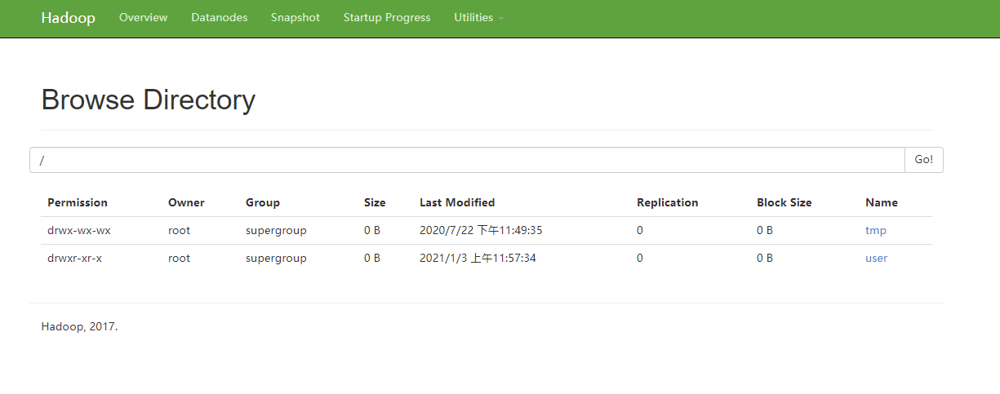 Hadoop Overview Datanodes Snapshot Startup Progress Utilities
Browse Directory
/ Go!
Permission Owner Group Size Last Modified Replication Block Size Name
drwx-wx-wx root supergroup 0 B 2020/7/22 下午11:49:35 0 0 B tmp
drwxr-xr-x root supergroup 0 B 2021/1/3 上午11:57:34 0 0 B user
Hadoop, 2017.